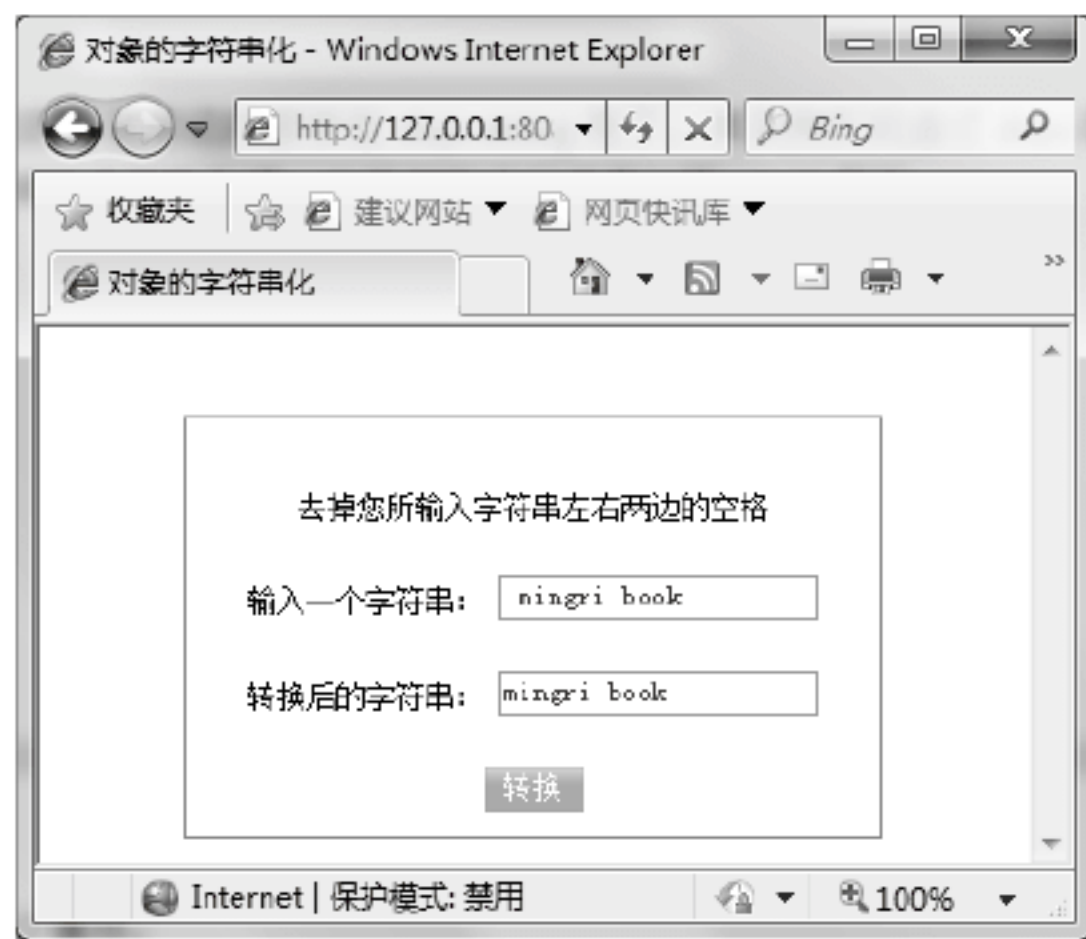 对象的字符串化 - Windows Internet Explorer
http://127.0.0.1:80
Bing
收藏夹 建议网站 网页快讯库
对象的字符串化
去掉您所输入字符串左右两边的空格
输入一个字符串: mingri book
转换后的字符串: mingri book
转换
Internet | 保护模式: 禁用 100%